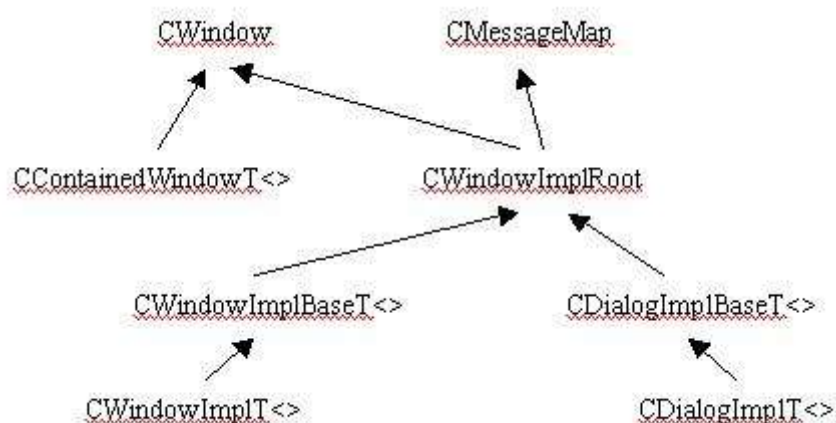 CWindow CMessageMap
CContainedWindowT<> CWindowImplRoot
CWindowImplBaseT<> CDialogImplBaseT<>
CWindowImplT<> CDialogImplT<>